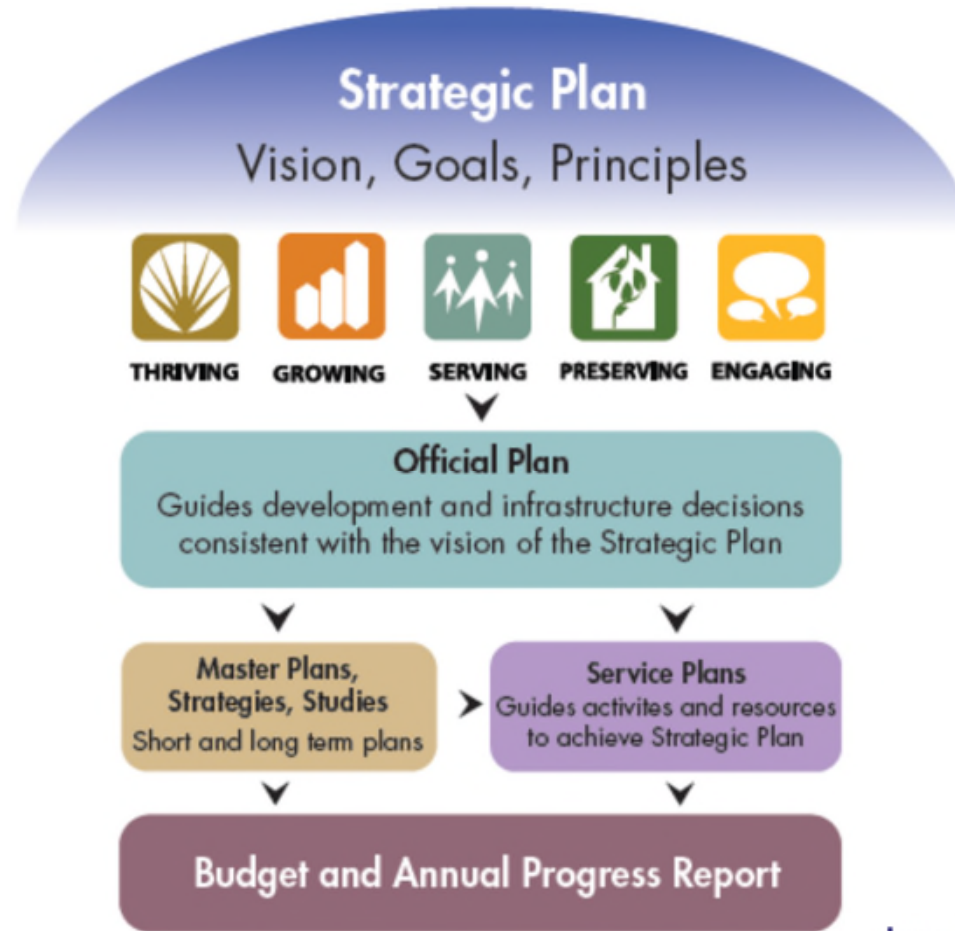 Strategic Plan
Vision, Goals, Principles
THRIVING GROWING SERVING PRESERVING ENGAGING
Official Plan
Guides development and infrastructure decisions
consistent with the vision of the Strategic Plan
Master Plans,
Strategies, Studies
Short and long term plans
Service Plans
Guides activites and resources
to achieve Strategic Plan
Budget and Annual Progress Report